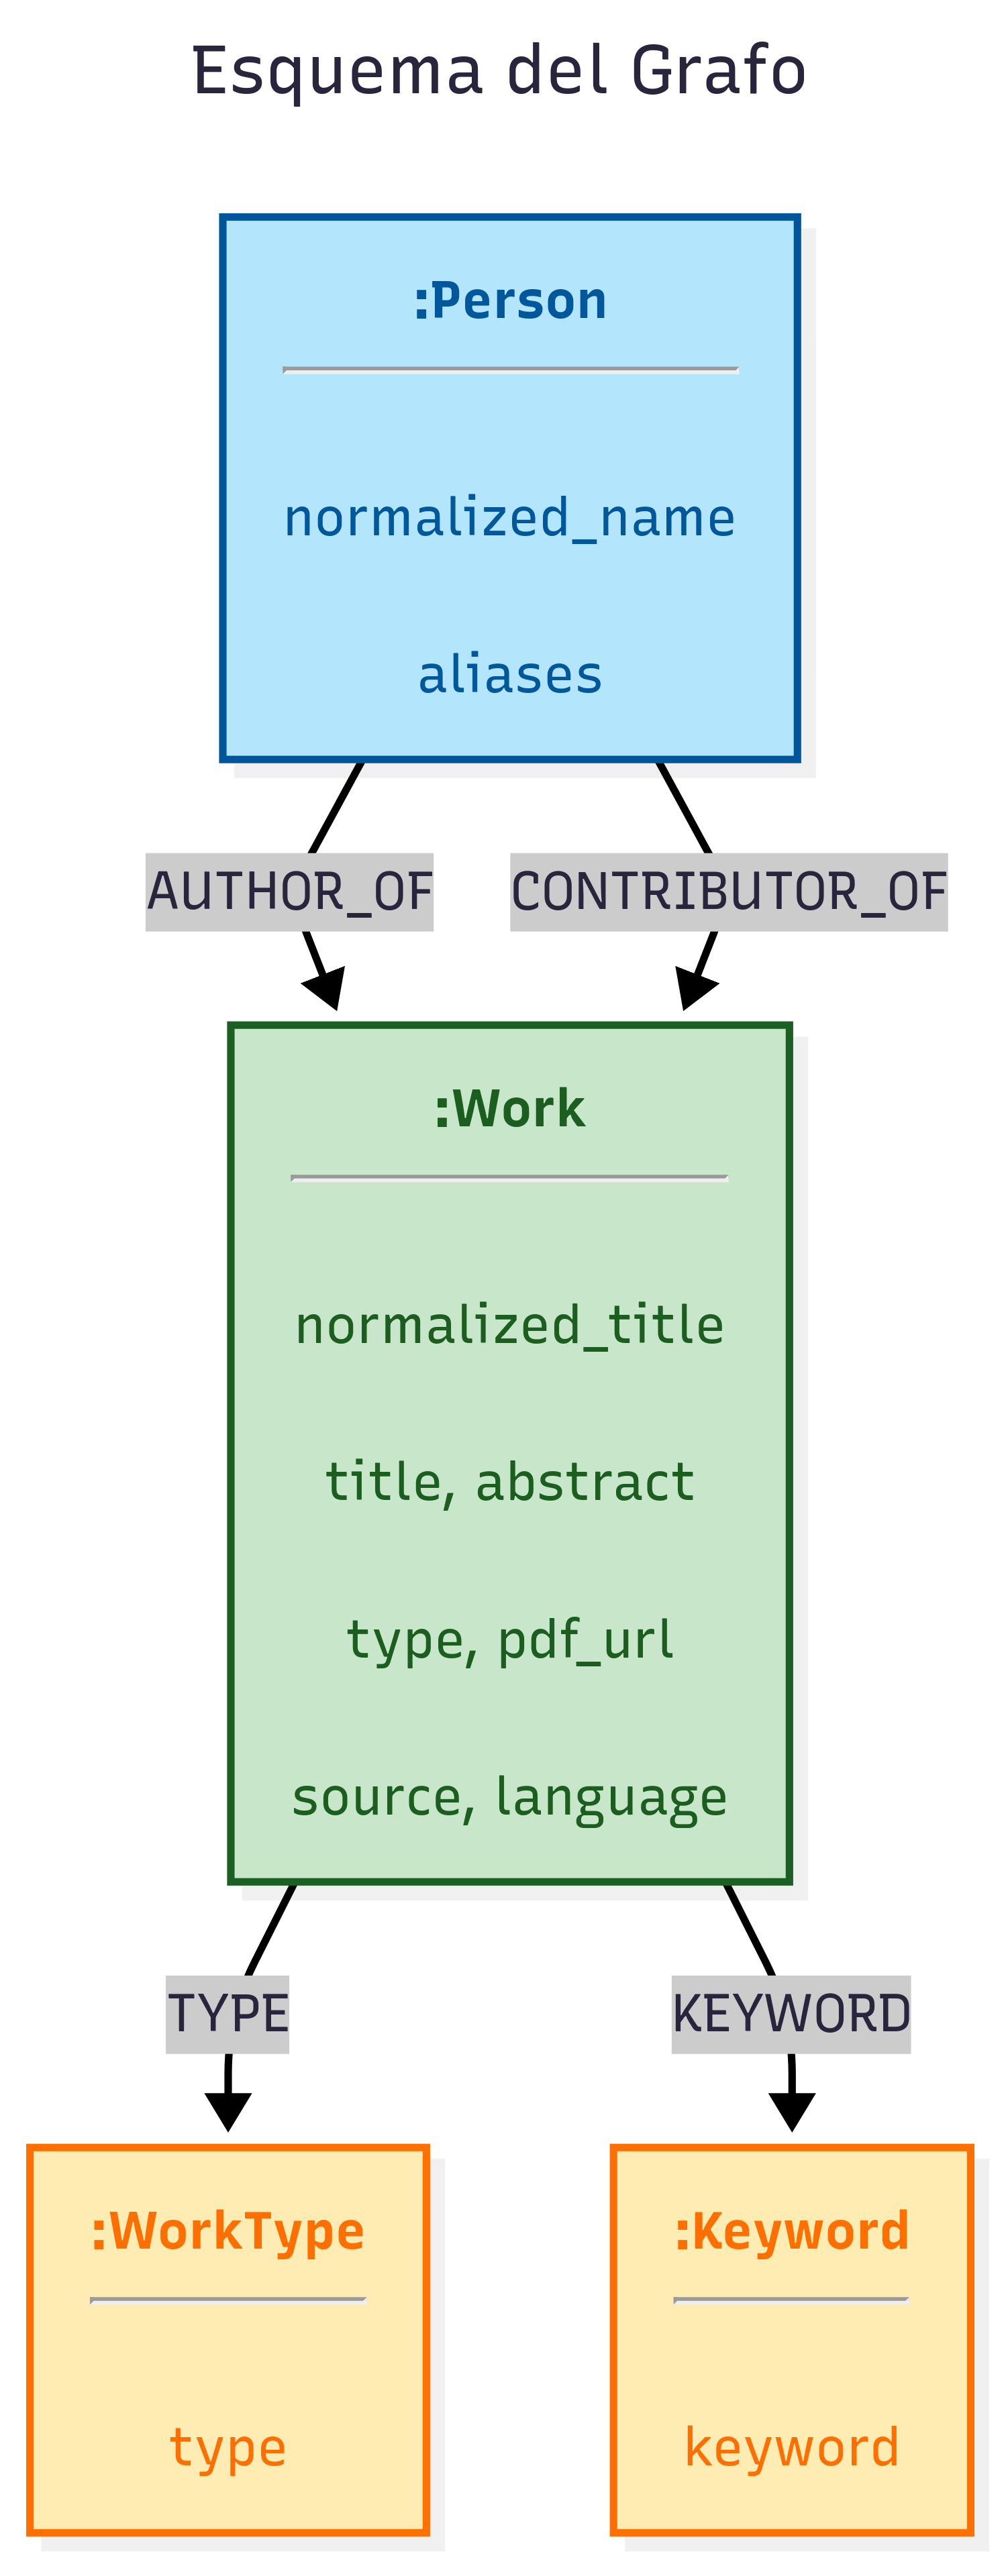 Esquema del Grafo
:Person
normalized_name
aliases
AUTHOR_OF
CONTRIBUTOR_OF
:Work
normalized_title
title, abstract
type, pdf_url
source, language
TYPE
KEYWORD
:WorkType
type
:Keyword
keyword